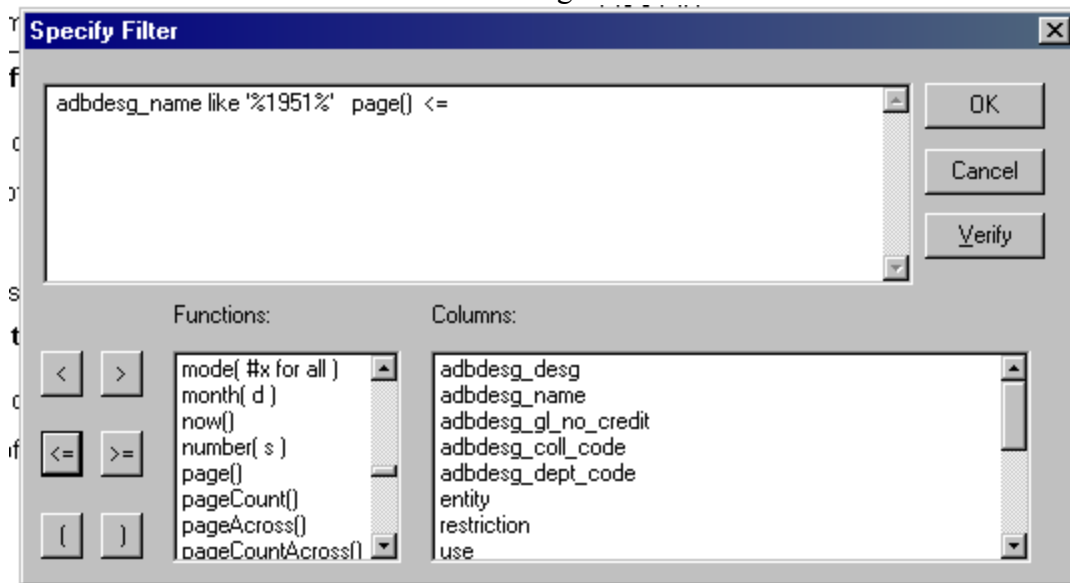 Specify Filter
adbdesg_name like '%1951%' page() <=
OK
Cancel
Verify
Functions:
Columns:
< >
<= >=
( )
mode( #x for all )
month( d )
now()
number( s )
page()
pageCount()
pageAcross()
pageCountAcross()
adbdesg_desg
adbdesg_name
adbdesg_gl_no_credit
adbdesg_coll_code
adbdesg_dept_code
entity
restriction
use